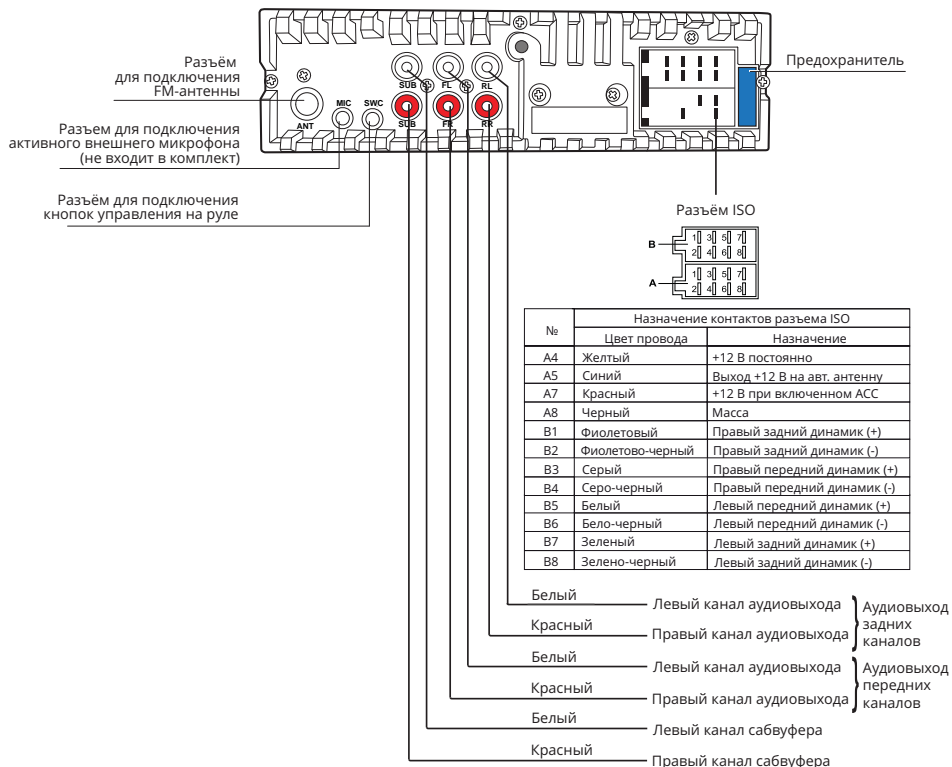 Разъём
для подключения
FM-антенны
Разъем для подключения
активного внешнего микрофона
(не входит в комплект)
Разъём для подключения
кнопок управления на руле
ANT
MIC
SWC
SUB
FL
RL
SUB
FR
RR
Предохранитель
Разъём ISO
B
1 3 5 7
2 4 6 8
A
1 3 5 7
2 4 6 8
№ Назначение контактов разъема ISO
Цвет провода Назначение
A4 Желтый +12 В постоянно
A5 Синий Выход +12 В на авт. антенну
A7 Красный +12 В при включенном ACC
A8 Черный Масса
B1 Фиолетовый Правый задний динамик (+)
B2 Фиолетово-черный Правый задний динамик (-)
B3 Серый Правый передний динамик (+)
B4 Серо-черный Правый передний динамик (-)
B5 Белый Левый передний динамик (+)
B6 Бело-черный Левый передний динамик (-)
B7 Зеленый Левый задний динамик (+)
B8 Зелено-черный Левый задний динамик (-)
Белый Левый канал аудиовыхода
Красный Правый канал аудиовыхода
Аудиовыход
задних
каналов
Белый Левый канал аудиовыхода
Красный Правый канал аудиовыхода
Аудиовыход
передних
каналов
Белый Левый канал сабвуфера
Красный Правый канал сабвуфера